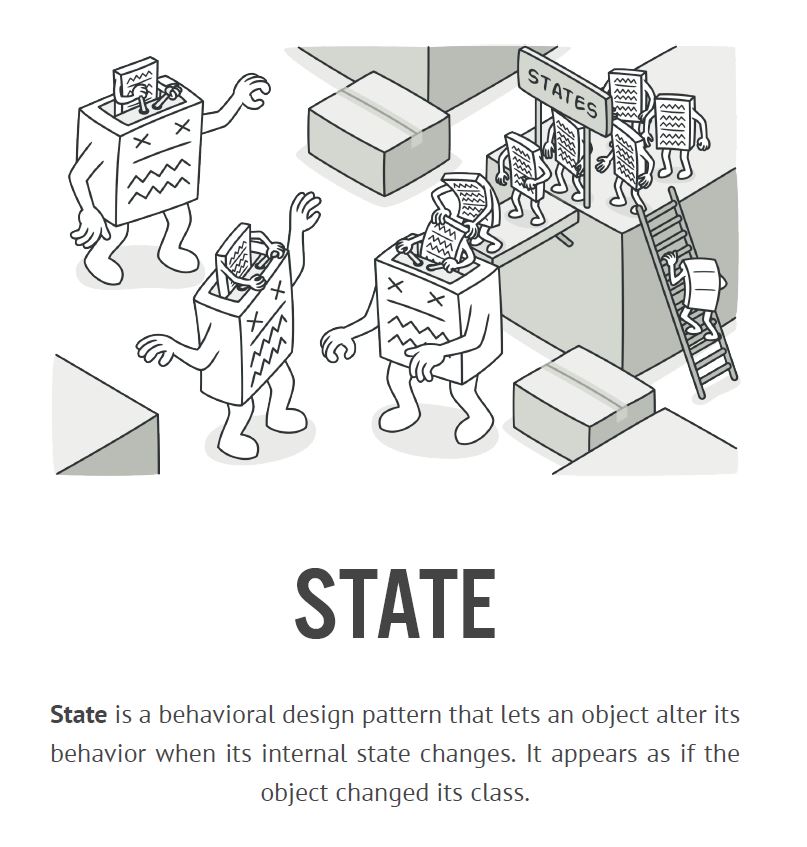 STATES
STATE
State is a behavioral design pattern that lets an object alter its
behavior when its internal state changes. It appears as if the
object changed its class.